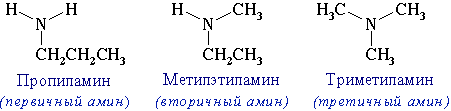 H H H CH₃ H₃C CH₃
N N N
CH₂CH₂CH₃ CH₂CH₃ CH₃
Пропиламин Метилэтиламин Триметиламин
(первичный амин) (вторичный амин) (третичный амин)